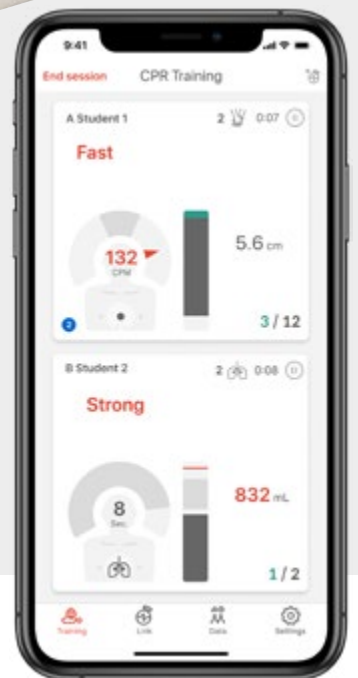 9:41
End session CPR Training
A Student 1 2 0:07
Fast
132
CPM
5.6 cm
2
3 / 12
B Student 2 2 0:08
Strong
8
Sec.
832 mL
1 / 2
Training Link Data Settings